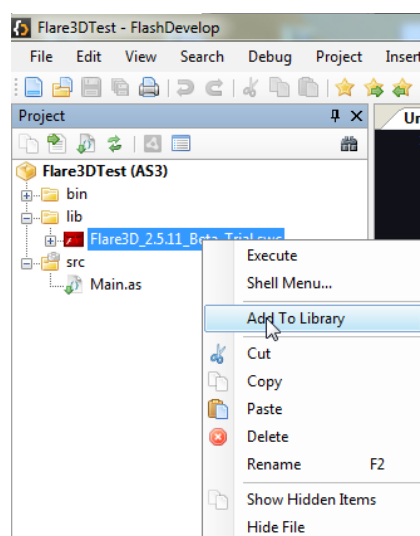 Flare3DTest - FlashDevelop
File Edit View Search Debug Project Insert
Project
Flare3DTest (AS3)
bin
lib
Flare3D_2.5.11_Beta_Trial.swc
src
Main.as
Execute
Shell Menu...
Add To Library
Cut
Copy
Paste
Delete
Rename F2
Show Hidden Items
Hide File